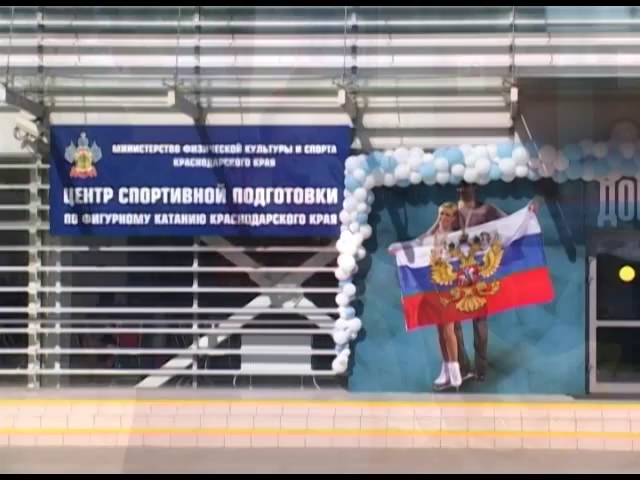 МИНИСТЕРСТВО ФИЗИЧЕСКОЙ КУЛЬТУРЫ И СПОРТА
КРАСНОДАРСКОГО КРАЯ
ЦЕНТР СПОРТИВНОЙ ПОДГОТОВКИ
ПО ФИГУРНОМУ КАТАНИЮ КРАСНОДАРСКОГО КРАЯ